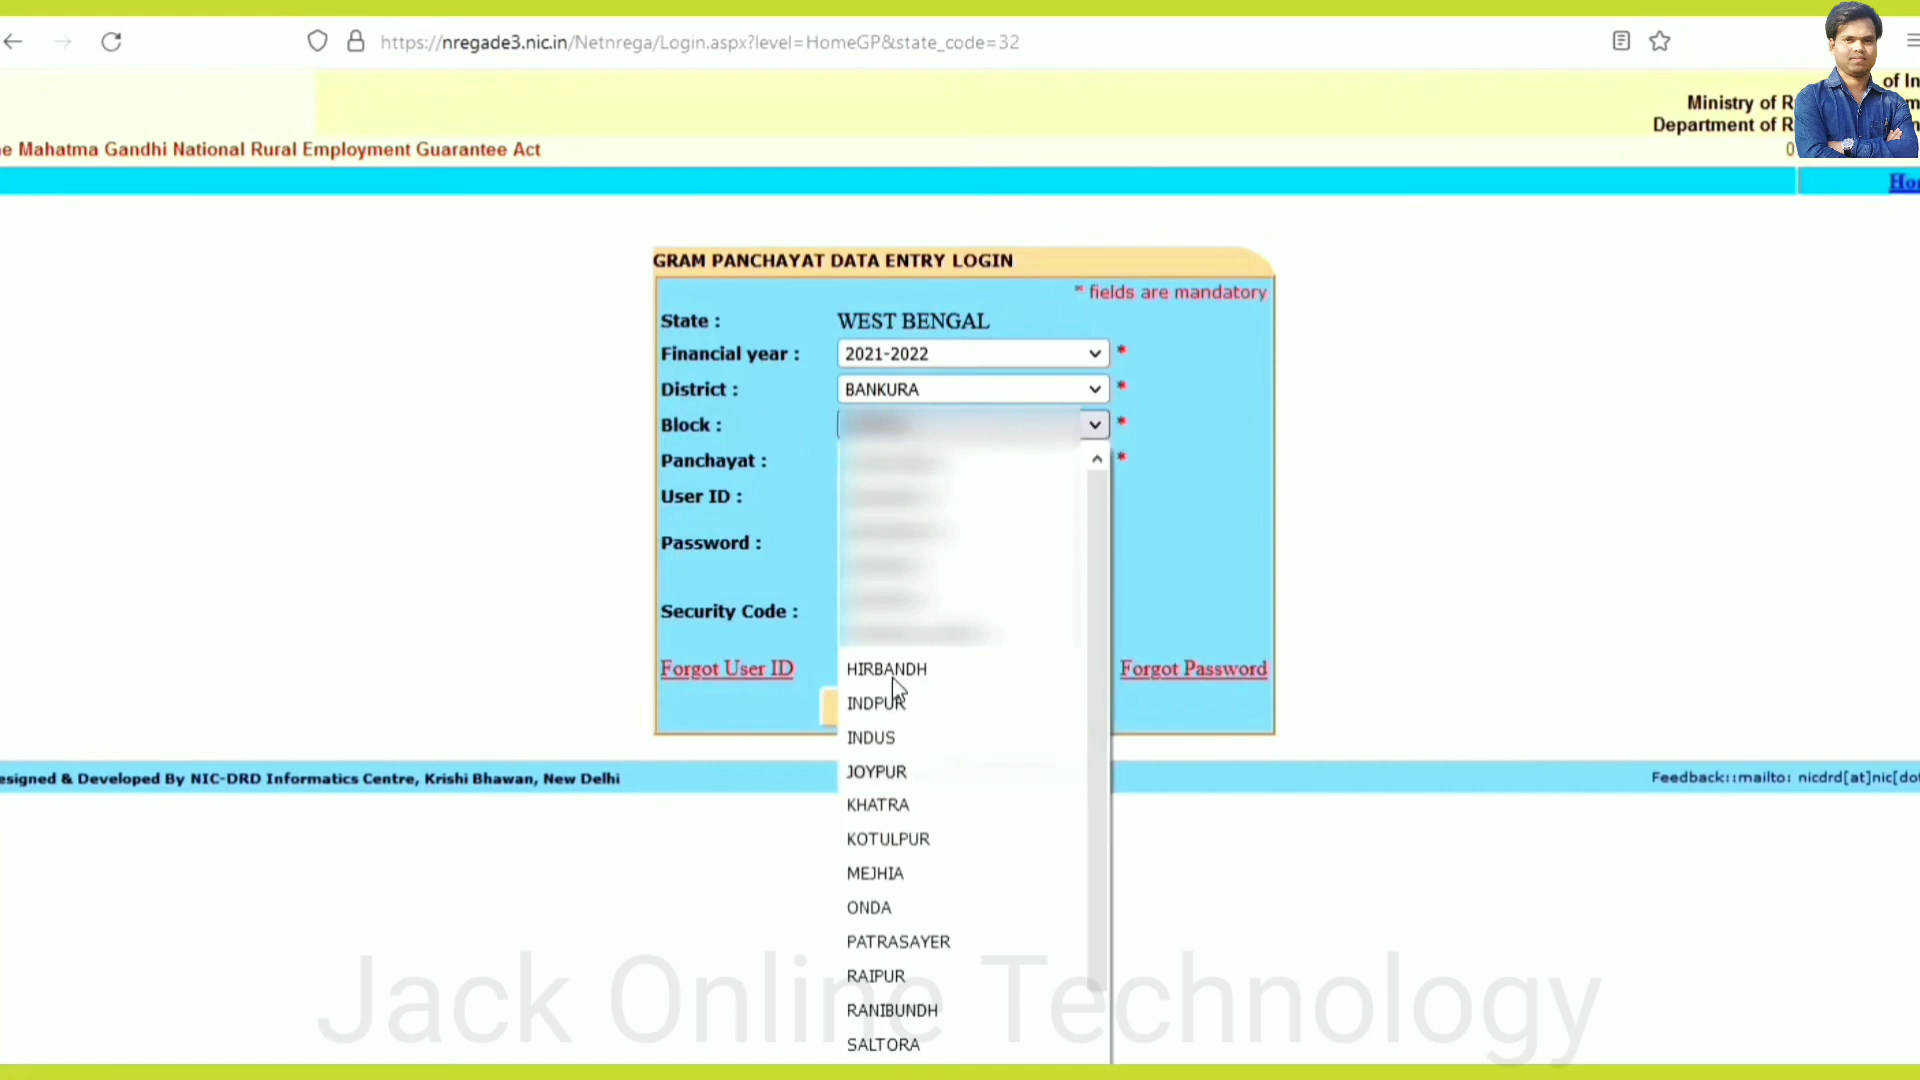 https://nregade3.nic.in/Netnrega/Login.aspx?level=HomeGP&state_code=32
of In
Ministry of R
Department of R
e Mahatma Gandhi National Rural Employment Guarantee Act
Hom
GRAM PANCHAYAT DATA ENTRY LOGIN
* fields are mandatory
State : WEST BENGAL
Financial year : 2021-2022 *
District : BANKURA *
Block : *
Panchayat : *
User ID :
Password :
Security Code :
Forgot User ID Forgot Password
HIRBANDH
INDPUR
INDUS
JOYPUR
KHATRA
KOTULPUR
MEJHIA
ONDA
PATRASAYER
RAIPUR
RANIBUNDH
SALTORA
esigned & Developed By NIC-DRD Informatics Centre, Krishi Bhawan, New Delhi
Feedback::mailto: nicdrd[at]nic[dot
Jack Online Technology